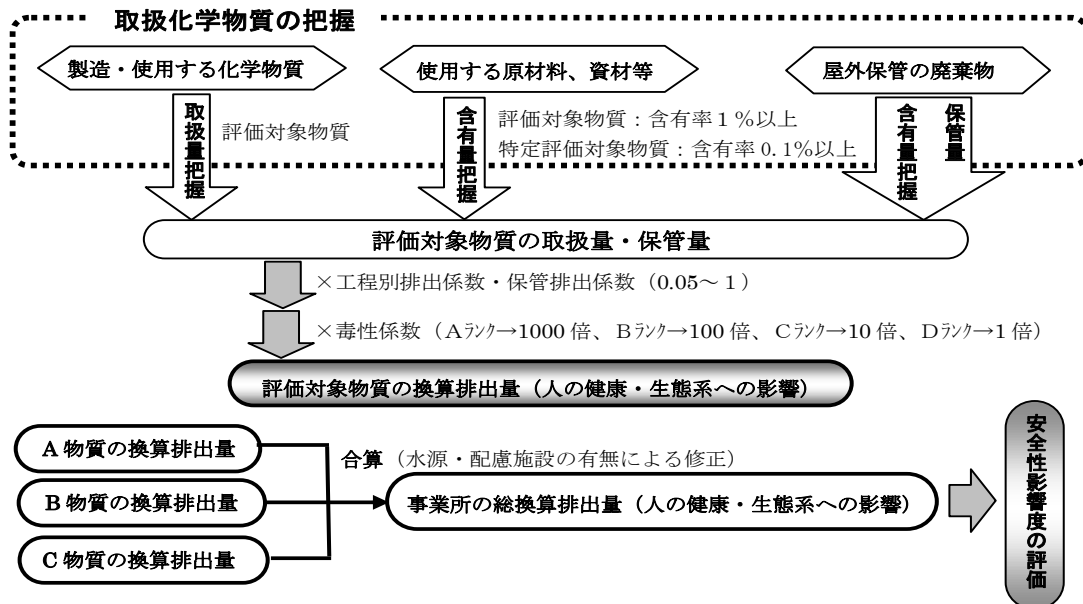 取扱化学物質の把握
製造・使用する化学物質
使用する原材料、資材等
屋外保管の廃棄物
取扱量把握
評価対象物質
含有量把握
評価対象物質：含有率１％以上
特定評価対象物質：含有率 0.1％以上
保管量
含有量把握
評価対象物質の取扱量・保管量
×工程別排出係数・保管排出係数（0.05～１）
×毒性係数（Ａランク→1000 倍、Ｂランク→100 倍、Ｃランク→10 倍、Ｄランク→1 倍）
評価対象物質の換算排出量（人の健康・生態系への影響）
A 物質の換算排出量
B 物質の換算排出量
C 物質の換算排出量
合算（水源・配慮施設の有無による修正）
事業所の総換算排出量（人の健康・生態系への影響）
安全性影響度の評価